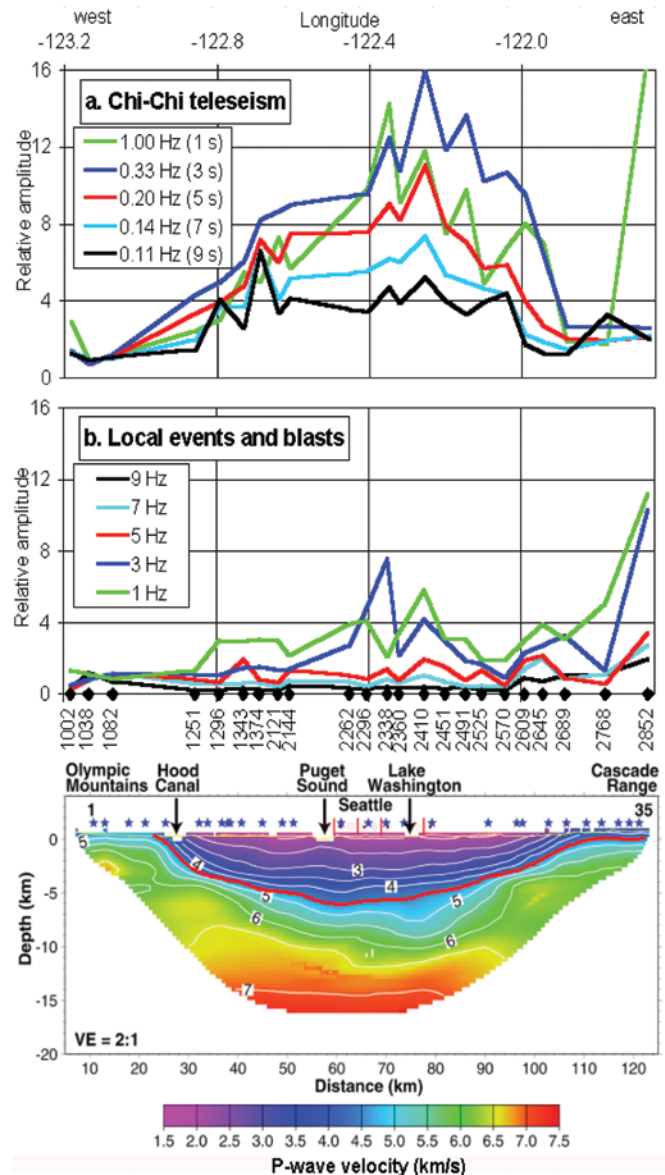 west Longitude east
-123.2 -122.8 -122.4 -122.0
a. Chi-Chi teleseism
1.00 Hz (1 s)
0.33 Hz (3 s)
0.20 Hz (5 s)
0.14 Hz (7 s)
0.11 Hz (9 s)
Relative amplitude
16
12
8
4
0
b. Local events and blasts
9 Hz
7 Hz
5 Hz
3 Hz
1 Hz
Relative amplitude
16
12
8
4
0
1002 1038 1082 1251 1296 1343 1374 2121 2144 2262 2296 2338 2360 2410 2451 2491 2525 2570 2609 2645 2689 2768 2852
Olympic Mountains Hood Canal Puget Sound Seattle Lake Washington Cascade Range
1 35
0
-5
-10
-15
-20
Depth (km)
5 4 3 4 5 5 6 6 7
VE = 2:1
10 20 30 40 50 60 70 80 90 100 110 120
Distance (km)
1.5 2.0 2.5 3.0 3.5 4.0 4.5 5.0 5.5 6.0 6.5 7.0 7.5
P-wave velocity (km/s)